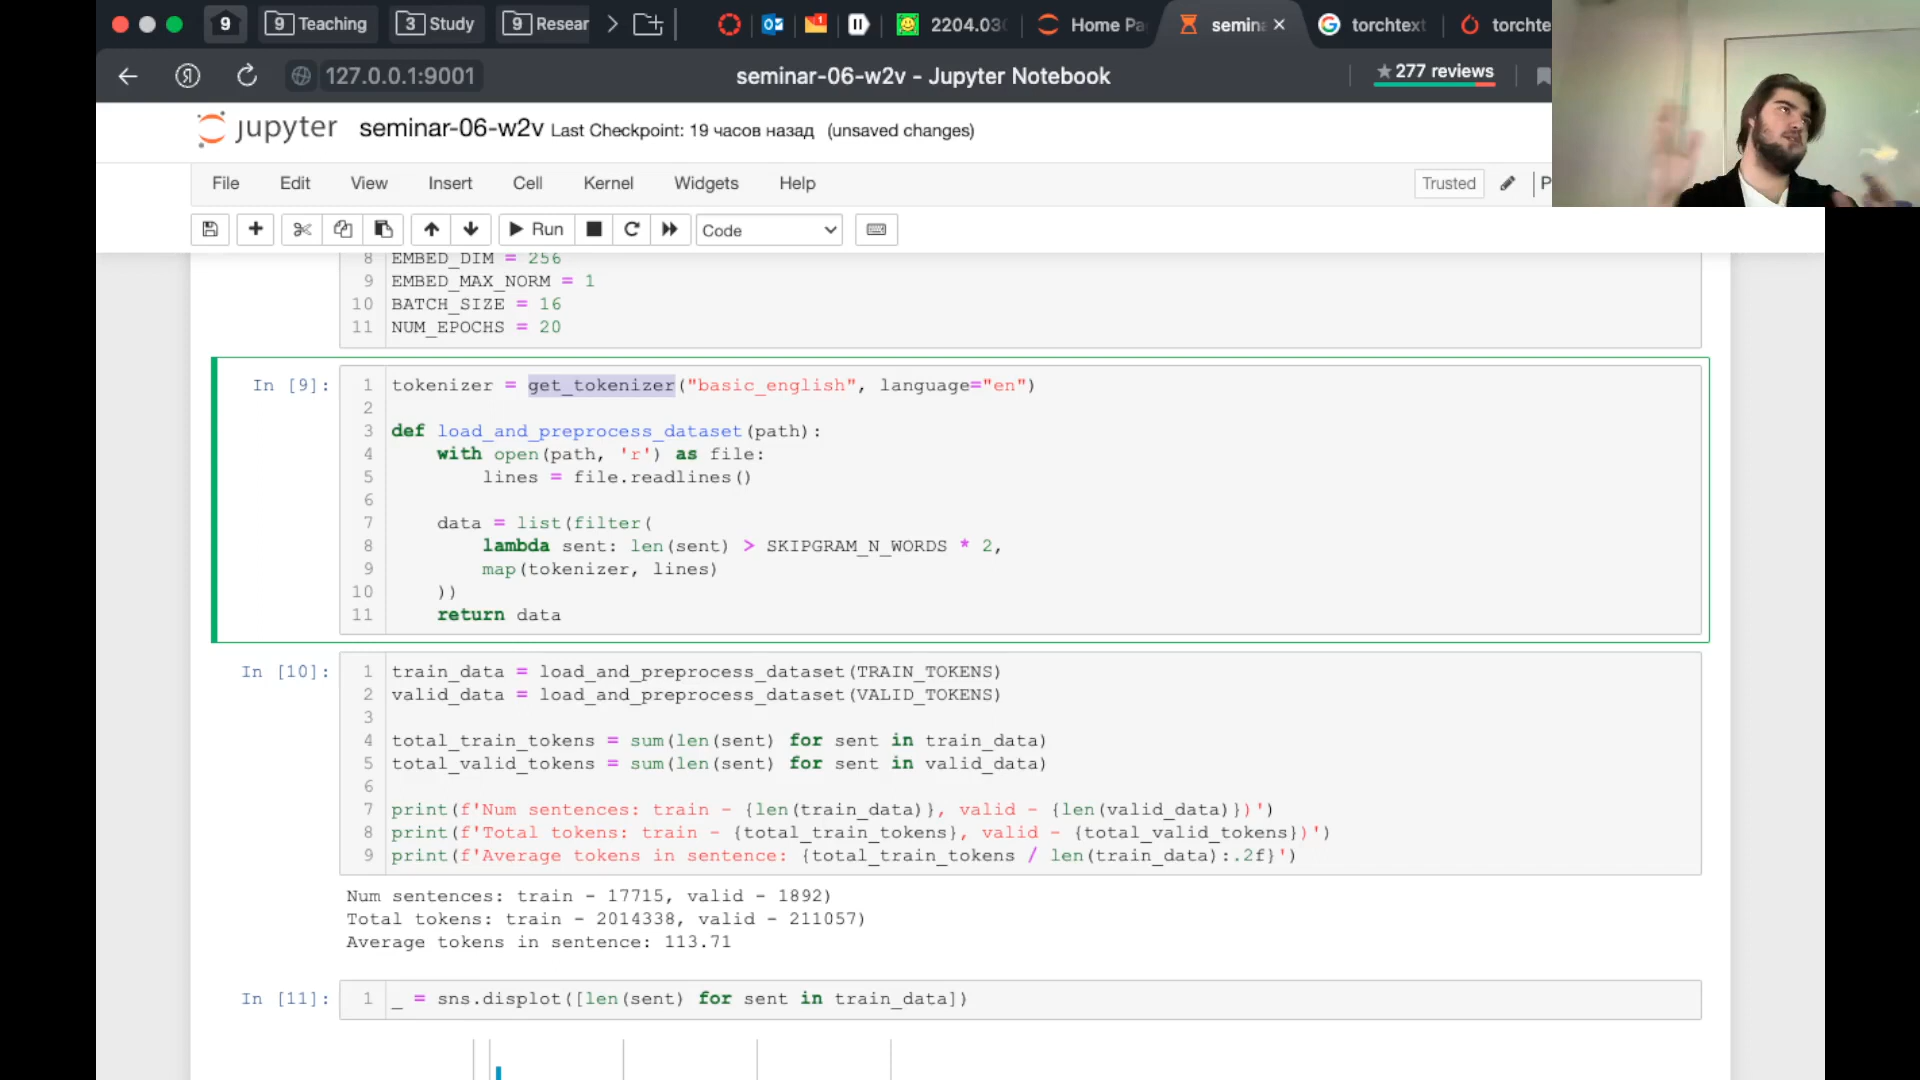 9
9 Teaching
3 Study
9 Resear
2204.03
Home Pa
semina
torchtext
torchte
127.0.0.1:9001
seminar-06-w2v - Jupyter Notebook
★277 reviews
jupyter seminar-06-w2v Last Checkpoint: 19 часов назад (unsaved changes)
File Edit View Insert Cell Kernel Widgets Help
Trusted
P
Run
Code
8 EMBED_DIM = 256
9 EMBED_MAX_NORM = 1
10 BATCH_SIZE = 16
11 NUM_EPOCHS = 20
In [9]:
1 tokenizer = get_tokenizer("basic_english", language="en")
2
3 def load_and_preprocess_dataset(path):
4     with open(path, 'r') as file:
5         lines = file.readlines()
6
7     data = list(filter(
8         lambda sent: len(sent) > SKIPGRAM_N_WORDS * 2,
9         map(tokenizer, lines)
10     ))
11     return data
In [10]:
1 train_data = load_and_preprocess_dataset(TRAIN_TOKENS)
2 valid_data = load_and_preprocess_dataset(VALID_TOKENS)
3
4 total_train_tokens = sum(len(sent) for sent in train_data)
5 total_valid_tokens = sum(len(sent) for sent in valid_data)
6
7 print(f'Num sentences: train - {len(train_data)}, valid - {len(valid_data)})')
8 print(f'Total tokens: train - {total_train_tokens}, valid - {total_valid_tokens})')
9 print(f'Average tokens in sentence: {total_train_tokens / len(train_data):.2f}')
Num sentences: train - 17715, valid - 1892)
Total tokens: train - 2014338, valid - 211057)
Average tokens in sentence: 113.71
In [11]:
1 _ = sns.displot([len(sent) for sent in train_data])